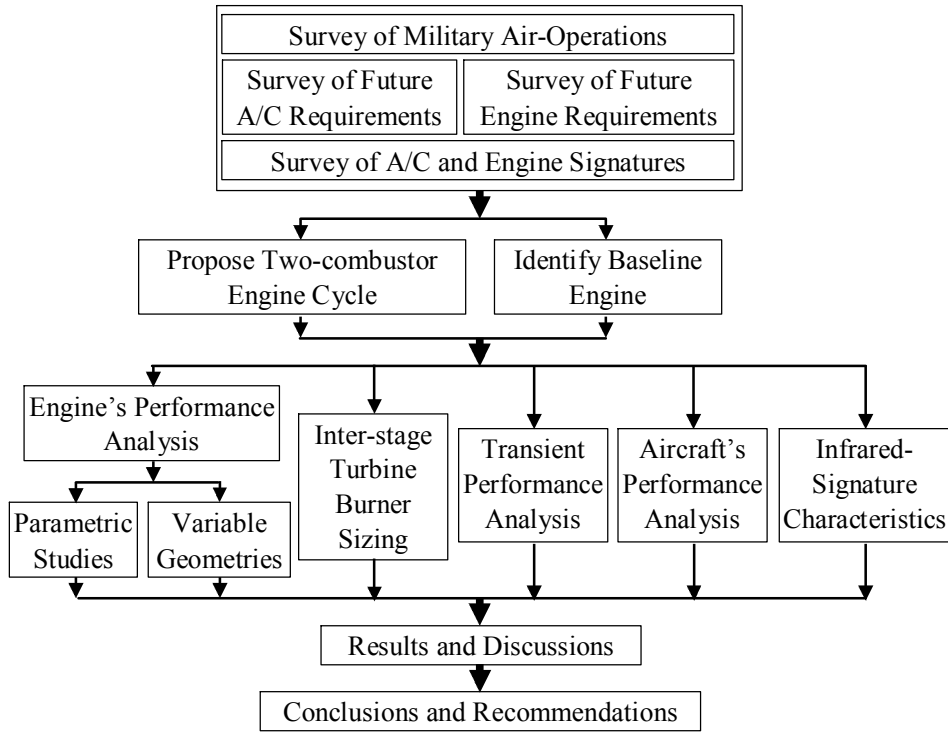 Survey of Military Air-Operations
Survey of Future
A/C Requirements
Survey of Future
Engine Requirements
Survey of A/C and Engine Signatures
Propose Two-combustor
Engine Cycle
Identify Baseline
Engine
Engine’s Performance
Analysis
Parametric
Studies
Variable
Geometries
Inter-stage
Turbine
Burner
Sizing
Transient
Performance
Analysis
Aircraft’s
Performance
Analysis
Infrared-
Signature
Characteristics
Results and Discussions
Conclusions and Recommendations